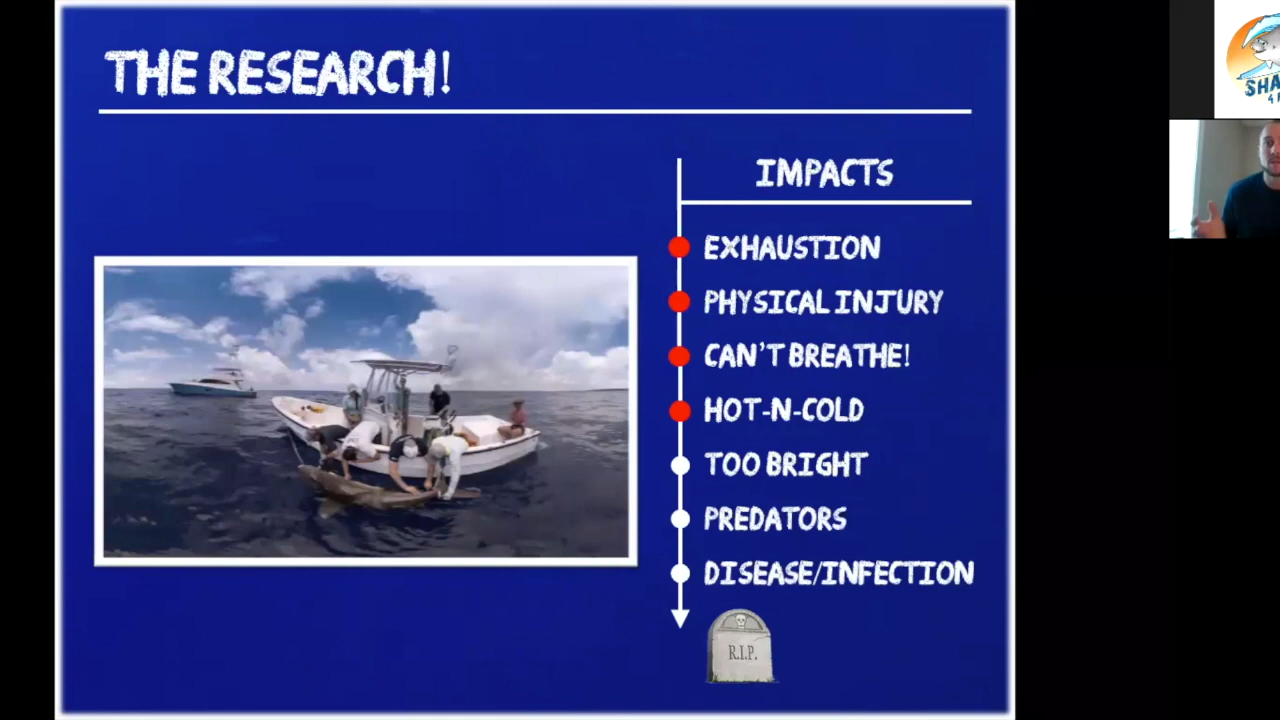 THE RESEARCH!
IMPACTS
EXHAUSTION
PHYSICAL INJURY
CAN'T BREATHE!
HOT-N-COLD
TOO BRIGHT
PREDATORS
DISEASE/INFECTION
R.I.P.